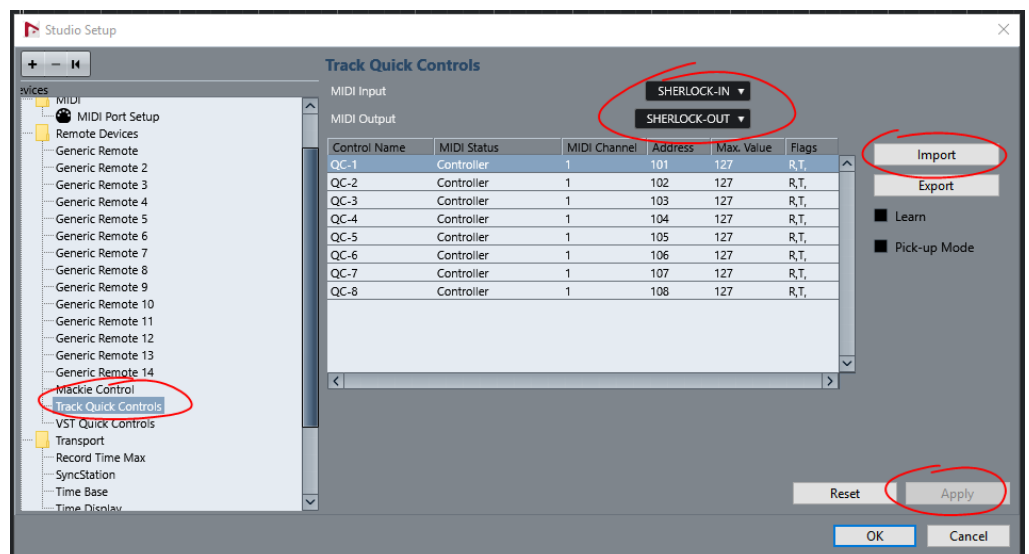 Studio Setup
evices
MIDI
MIDI Port Setup
Remote Devices
Generic Remote
Generic Remote 2
Generic Remote 3
Generic Remote 4
Generic Remote 5
Generic Remote 6
Generic Remote 7
Generic Remote 8
Generic Remote 9
Generic Remote 10
Generic Remote 11
Generic Remote 12
Generic Remote 13
Generic Remote 14
Mackie Control
Track Quick Controls
VST Quick Controls
Transport
Record Time Max
SyncStation
Time Base
Time Display
Track Quick Controls
MIDI Input SHERLOCK-IN
MIDI Output SHERLOCK-OUT
Control Name MIDI Status MIDI Channel Address Max. Value Flags
QC-1 Controller 1 101 127 R,T,
QC-2 Controller 1 102 127 R,T,
QC-3 Controller 1 103 127 R,T,
QC-4 Controller 1 104 127 R,T,
QC-5 Controller 1 105 127 R,T,
QC-6 Controller 1 106 127 R,T,
QC-7 Controller 1 107 127 R,T,
QC-8 Controller 1 108 127 R,T,
Import
Export
Learn
Pick-up Mode
Reset Apply
OK Cancel